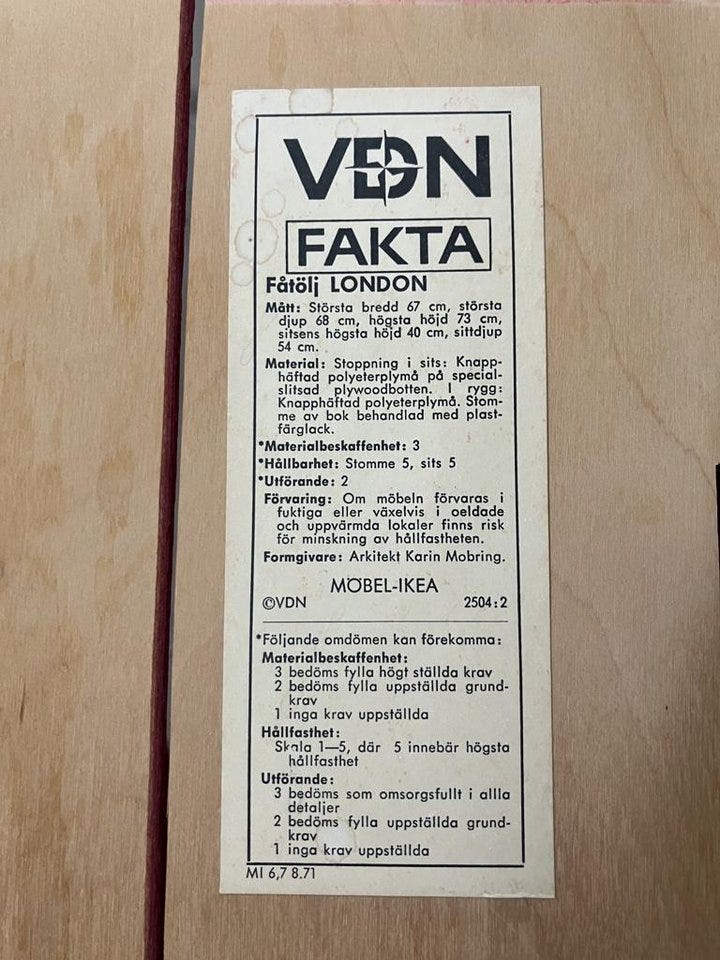 VDN
FAKTA
Fåtölj LONDON
Mått: Största bredd 67 cm, största
djup 68 cm, högsta höjd 73 cm,
sitsens högsta höjd 40 cm, sittdjup
54 cm.
Material: Stoppning i sits: Knapp-
häftad polyeterplymå på special-
slitsad plywoodbotten. I rygg:
Knapphäftad polyeterplymå. Stom-
me av bok behandlad med plast-
färglack.
*Materialbeskaffenhet: 3
*Hållbarhet: Stomme 5, sits 5
*Utförande: 2
Förvaring: Om möbeln förvaras i
fuktiga eller växelvis i oeldade
och uppvärmda lokaler finns risk
för minskning av hållfastheten.
Formgivare: Arkitekt Karin Mobring.
MÖBEL-IKEA
©VDN 2504:2
*Följande omdömen kan förekomma:
Materialbeskaffenhet:
3 bedöms fylla högt ställda krav
2 bedöms fylla uppställda grund-
krav
1 inga krav uppställda
Hållfasthet:
Skala 1—5, där 5 innebär högsta
hållfasthet
Utförande:
3 bedöms som omsorgsfullt i allla
detaljer
2 bedöms fylla uppställda grund-
krav
1 inga krav uppställda
MI 6,7 8.71